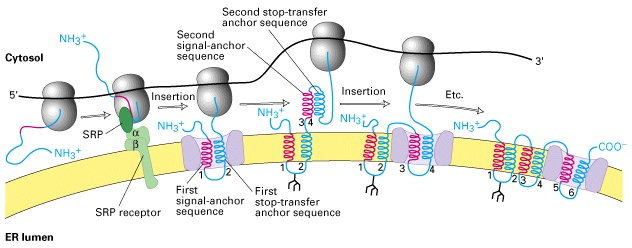 Second stop-transfer
anchor sequence
Second
signal-anchor
sequence
NH3+
Cytosol
3'
5'
Insertion
Insertion
Etc.
SRP
α
β
NH3+
NH3+
NH3+
NH3+
NH3+
COO−
3 4
1 2
1 2
1 2 3 4
1 2 3 4 5 6
SRP receptor
First
signal-anchor
sequence
First
stop-transfer
anchor sequence
ER lumen